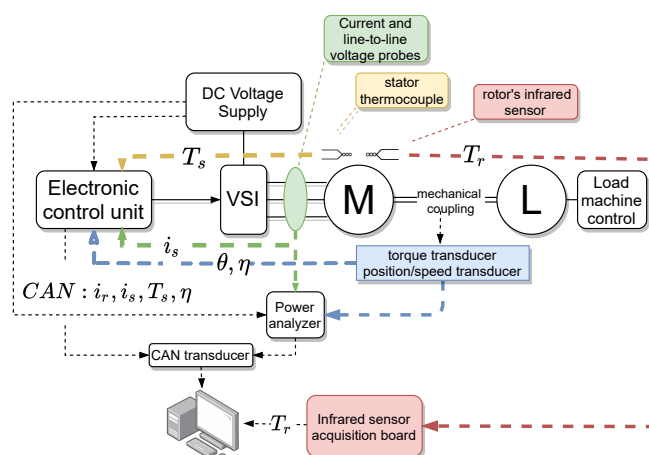 Current and
line-to-line
voltage probes
DC Voltage
Supply
stator
thermocouple
rotor's infrared
sensor
T_s
T_r
Electronic
control unit
VSI
M
mechanical
coupling
L
Load
machine
control
i_s
θ, η
torque transducer
position/speed transducer
CAN : i_r, i_s, T_s, η
Power
analyzer
CAN transducer
T_r
Infrared sensor
acquisition board